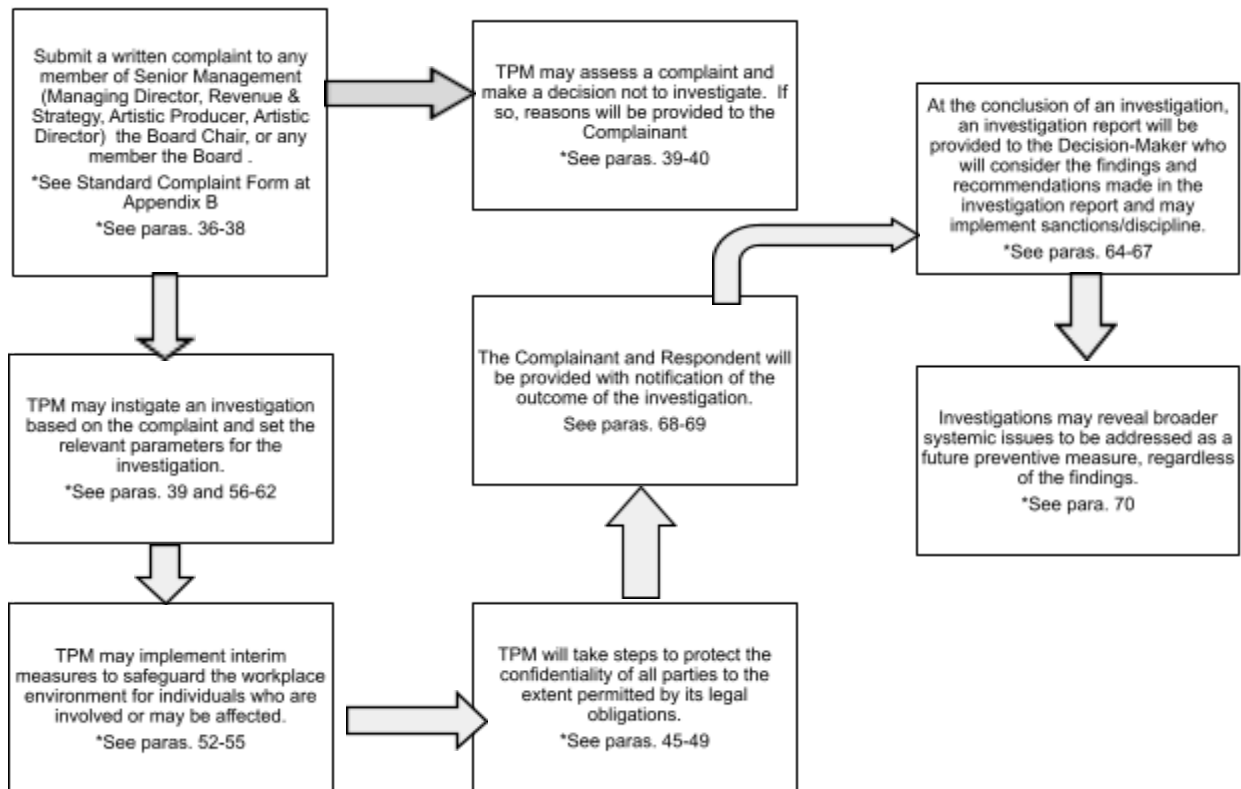 Submit a written complaint to any
member of Senior Management
(Managing Director, Revenue &
Strategy, Artistic Producer, Artistic
Director) the Board Chair, or any
member the Board .
*See Standard Complaint Form at
Appendix B
*See paras. 36-38
TPM may assess a complaint and
make a decision not to investigate. If
so, reasons will be provided to the
Complainant
*See paras. 39-40
TPM may instigate an investigation
based on the complaint and set the
relevant parameters for the
investigation.
*See paras. 39 and 56-62
TPM may implement interim
measures to safeguard the workplace
environment for individuals who are
involved or may be affected.
*See paras. 52-55
TPM will take steps to protect the
confidentiality of all parties to the
extent permitted by its legal
obligations.
*See paras. 45-49
The Complainant and Respondent will
be provided with notification of the
outcome of the investigation.
See paras. 68-69
At the conclusion of an investigation,
an investigation report will be
provided to the Decision-Maker who
will consider the findings and
recommendations made in the
investigation report and may
implement sanctions/discipline.
*See paras. 64-67
Investigations may reveal broader
systemic issues to be addressed as a
future preventive measure, regardless
of the findings.
*See para. 70